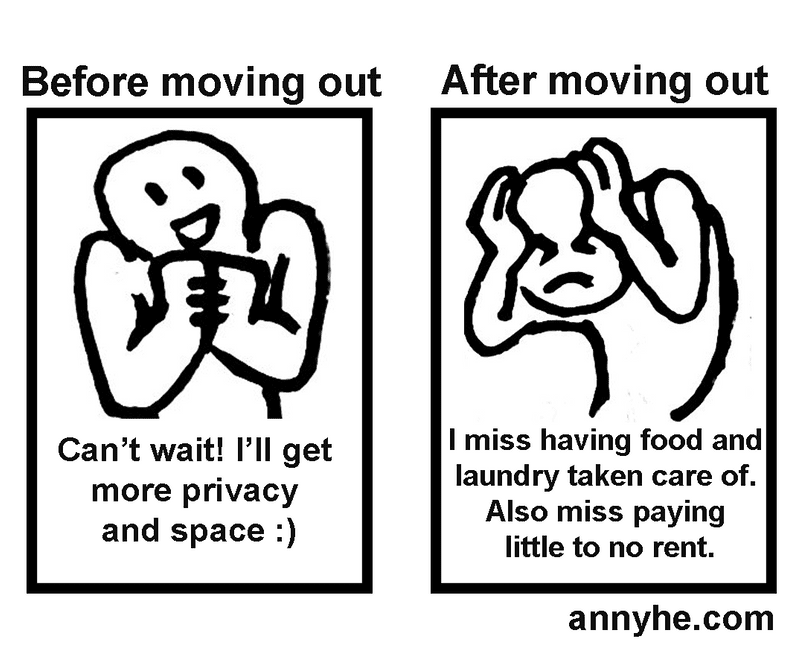 Before moving out
Can't wait! I'll get
more privacy
and space :)
After moving out
I miss having food and
laundry taken care of.
Also miss paying
little to no rent.
annyhe.com